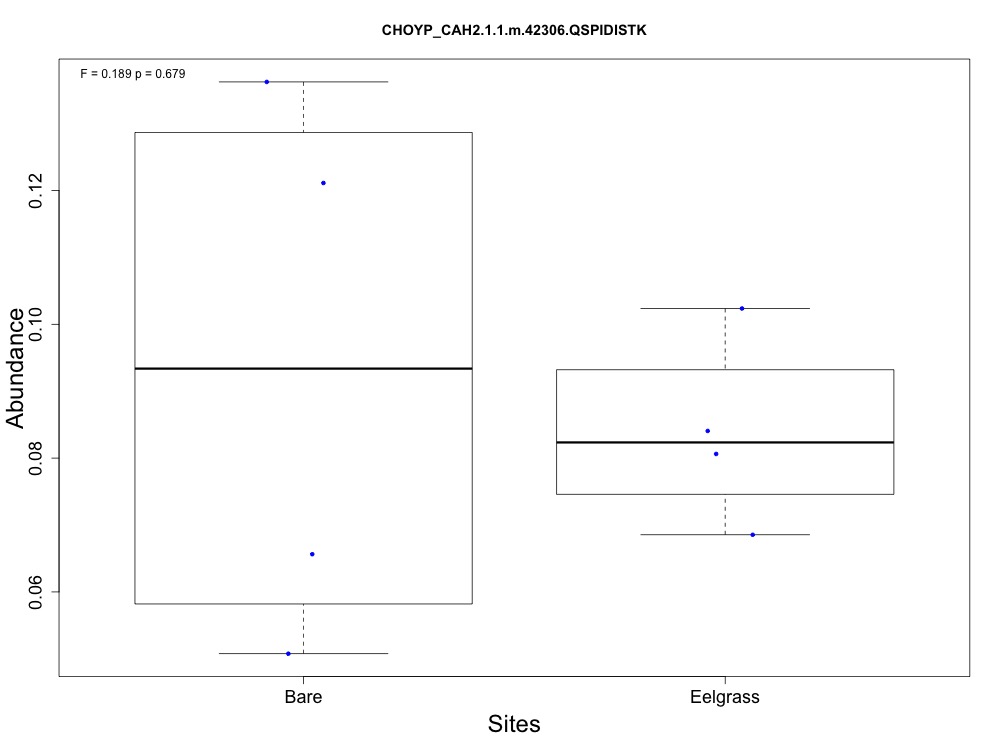 CHOYP_CAH2.1.1.m.42306.QSPIDISTK
F = 0.189 p = 0.679
0.12
0.10
0.08
0.06
Abundance
Bare
Eelgrass
Sites